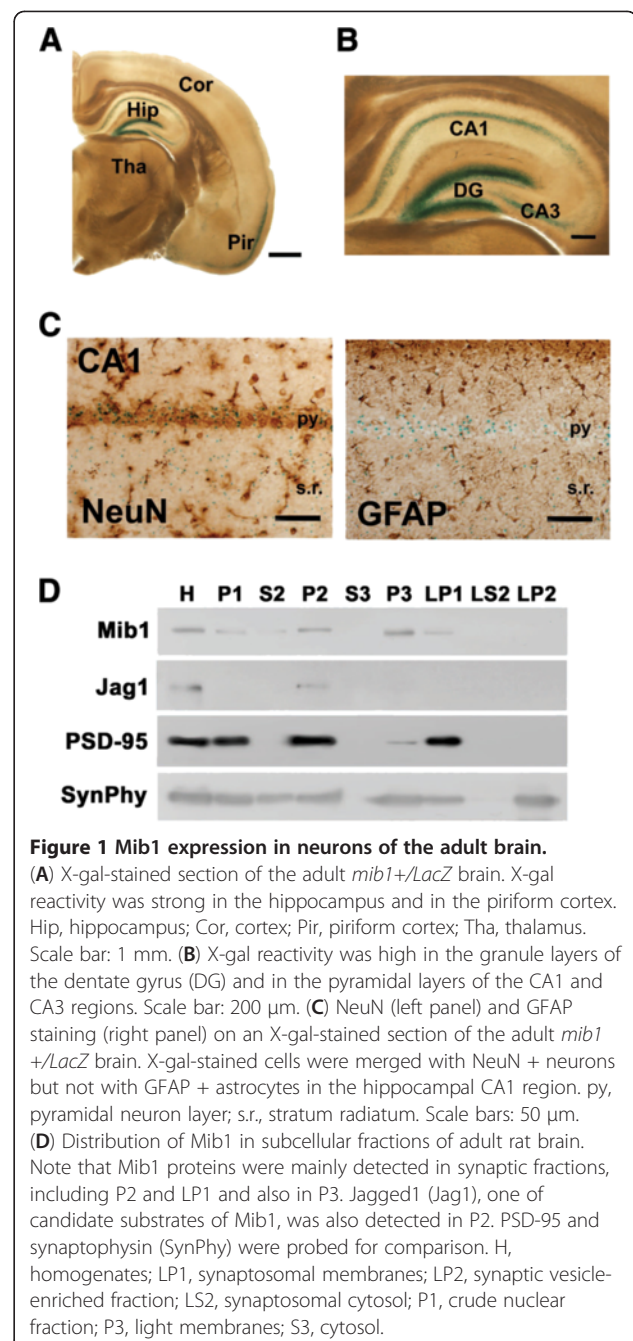 A
B
Cor
Hip
Tha
Pir
CA1
DG
CA3
C
CA1
py
s.r.
NeuN
py
s.r.
GFAP
D
H P1 S2 P2 S3 P3 LP1 LS2 LP2
Mib1
Jag1
PSD-95
SynPhy
Figure 1 Mib1 expression in neurons of the adult brain.
(A) X-gal-stained section of the adult mib1+/LacZ brain. X-gal
reactivity was strong in the hippocampus and in the piriform cortex.
Hip, hippocampus; Cor, cortex; Pir, piriform cortex; Tha, thalamus.
Scale bar: 1 mm. (B) X-gal reactivity was high in the granule layers of
the dentate gyrus (DG) and in the pyramidal layers of the CA1 and
CA3 regions. Scale bar: 200 μm. (C) NeuN (left panel) and GFAP
staining (right panel) on an X-gal-stained section of the adult mib1
+/LacZ brain. X-gal-stained cells were merged with NeuN + neurons
but not with GFAP + astrocytes in the hippocampal CA1 region. py,
pyramidal neuron layer; s.r., stratum radiatum. Scale bars: 50 μm.
(D) Distribution of Mib1 in subcellular fractions of adult rat brain.
Note that Mib1 proteins were mainly detected in synaptic fractions,
including P2 and LP1 and also in P3. Jagged1 (Jag1), one of
candidate substrates of Mib1, was also detected in P2. PSD-95 and
synaptophysin (SynPhy) were probed for comparison. H,
homogenates; LP1, synaptosomal membranes; LP2, synaptic vesicle-
enriched fraction; LS2, synaptosomal cytosol; P1, crude nuclear
fraction; P3, light membranes; S3, cytosol.